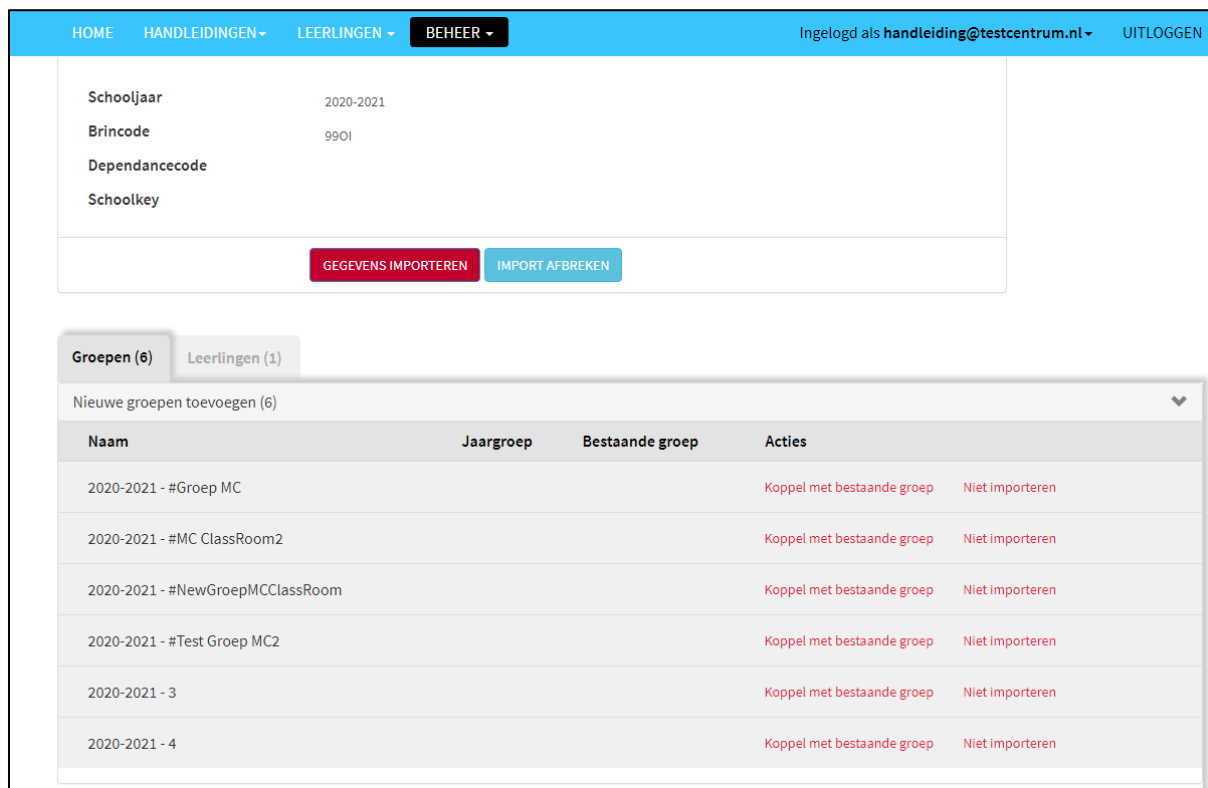 HOME HANDLEIDINGEN LEERLINGEN BEHEER Ingelogd als handleiding@testcentrum.nl UITLOGGEN
Schooljaar 2020-2021
Brincode 99OI
Dependancecode
Schoolkey
GEGEVENS IMPORTEREN IMPORT AFBREKEN
Groepen (6) Leerlingen (1)
Nieuwe groepen toevoegen (6)
Naam Jaargroep Bestaande groep Acties
2020-2021 - #Groep MC Koppel met bestaande groep Niet importeren
2020-2021 - #MC ClassRoom2 Koppel met bestaande groep Niet importeren
2020-2021 - #NewGroepMCClassRoom Koppel met bestaande groep Niet importeren
2020-2021 - #Test Groep MC2 Koppel met bestaande groep Niet importeren
2020-2021 - 3 Koppel met bestaande groep Niet importeren
2020-2021 - 4 Koppel met bestaande groep Niet importeren